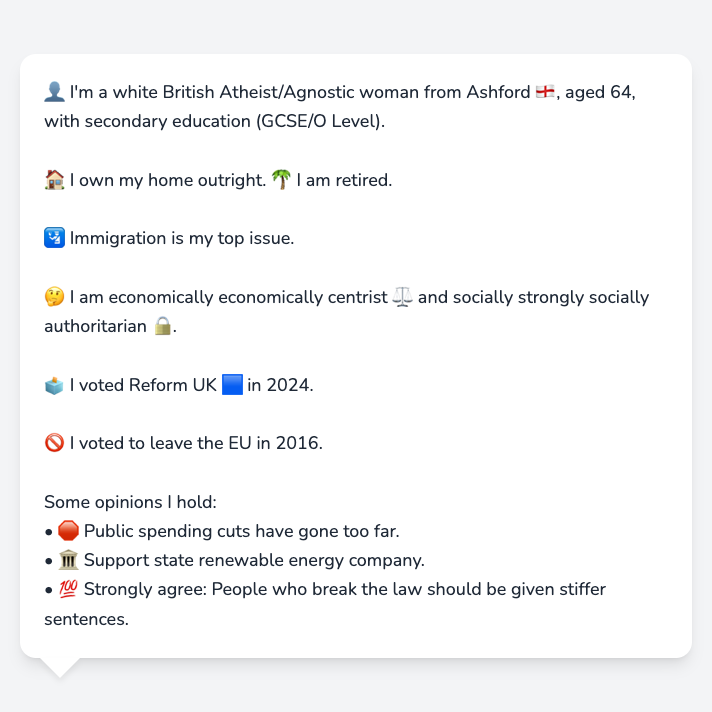 👤 I'm a white British Atheist/Agnostic woman from Ashford 🏴󠁧󠁢󠁥󠁮󠁧󠁿, aged 64,
with secondary education (GCSE/O Level).
🏠 I own my home outright. 🌴 I am retired.
🛂 Immigration is my top issue.
🤔 I am economically economically centrist ⚖️ and socially strongly socially
authoritarian 🔒.
🗳️ I voted Reform UK 🟦 in 2024.
🚫 I voted to leave the EU in 2016.
Some opinions I hold:
• 🛑 Public spending cuts have gone too far.
• 🏛️ Support state renewable energy company.
• 💯 Strongly agree: People who break the law should be given stiffer
sentences.